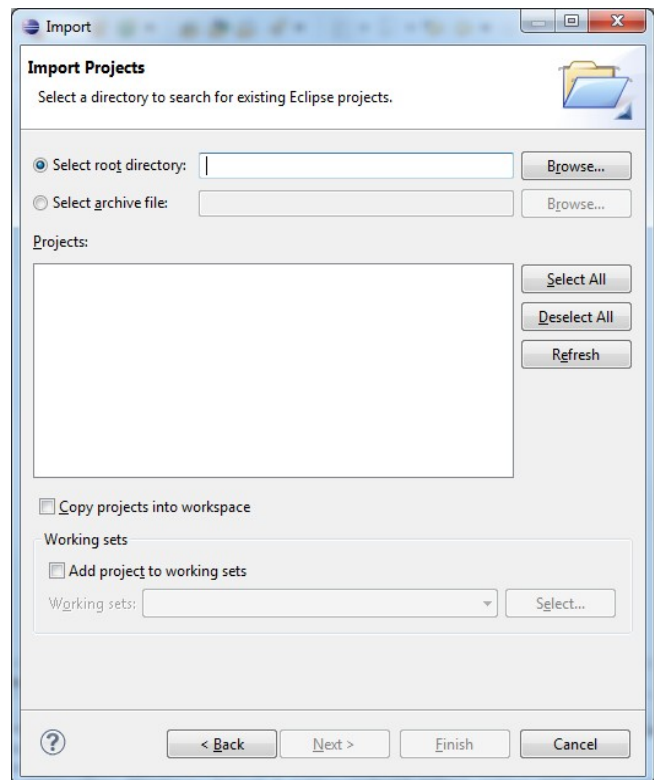 Import
Import Projects
Select a directory to search for existing Eclipse projects.
Select root directory:
Browse...
Select archive file:
Browse...
Projects:
Select All
Deselect All
Refresh
Copy projects into workspace
Working sets
Add project to working sets
Working sets:
Select...
< Back
Next >
Finish
Cancel